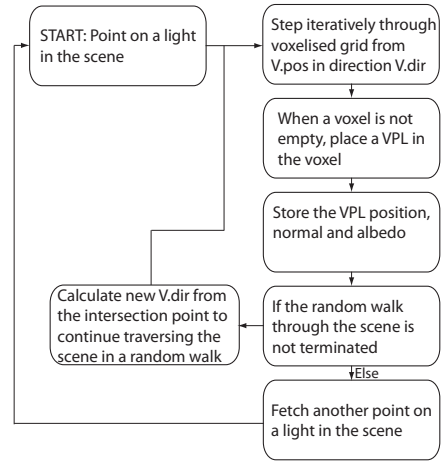 START: Point on a light
in the scene
Step iteratively through
voxelised grid from
V.pos in direction V.dir
When a voxel is not
empty, place a VPL in
the voxel
Store the VPL position,
normal and albedo
If the random walk
through the scene is
not terminated
Calculate new V.dir from
the intersection point to
continue traversing the
scene in a random walk
Else
Fetch another point on
a light in the scene